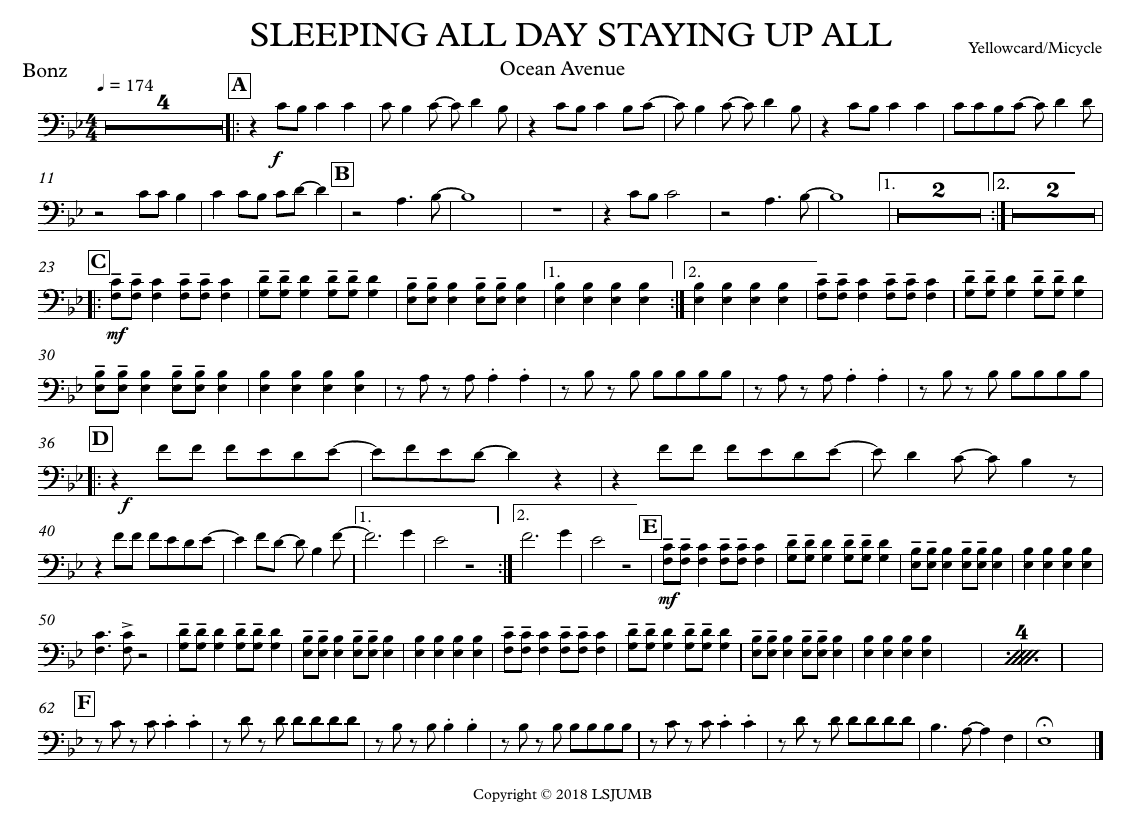 SLEEPING ALL DAY STAYING UP ALL
Yellowcard/Micycle
Ocean Avenue
Bonz
♩ = 174
A
4
f
11
B
1. 2
2. 2
23
C
1.
2.
mf
30
36
D
f
40
1.
2.
E
mf
50
4
62
F
Copyright © 2018 LSJUMB